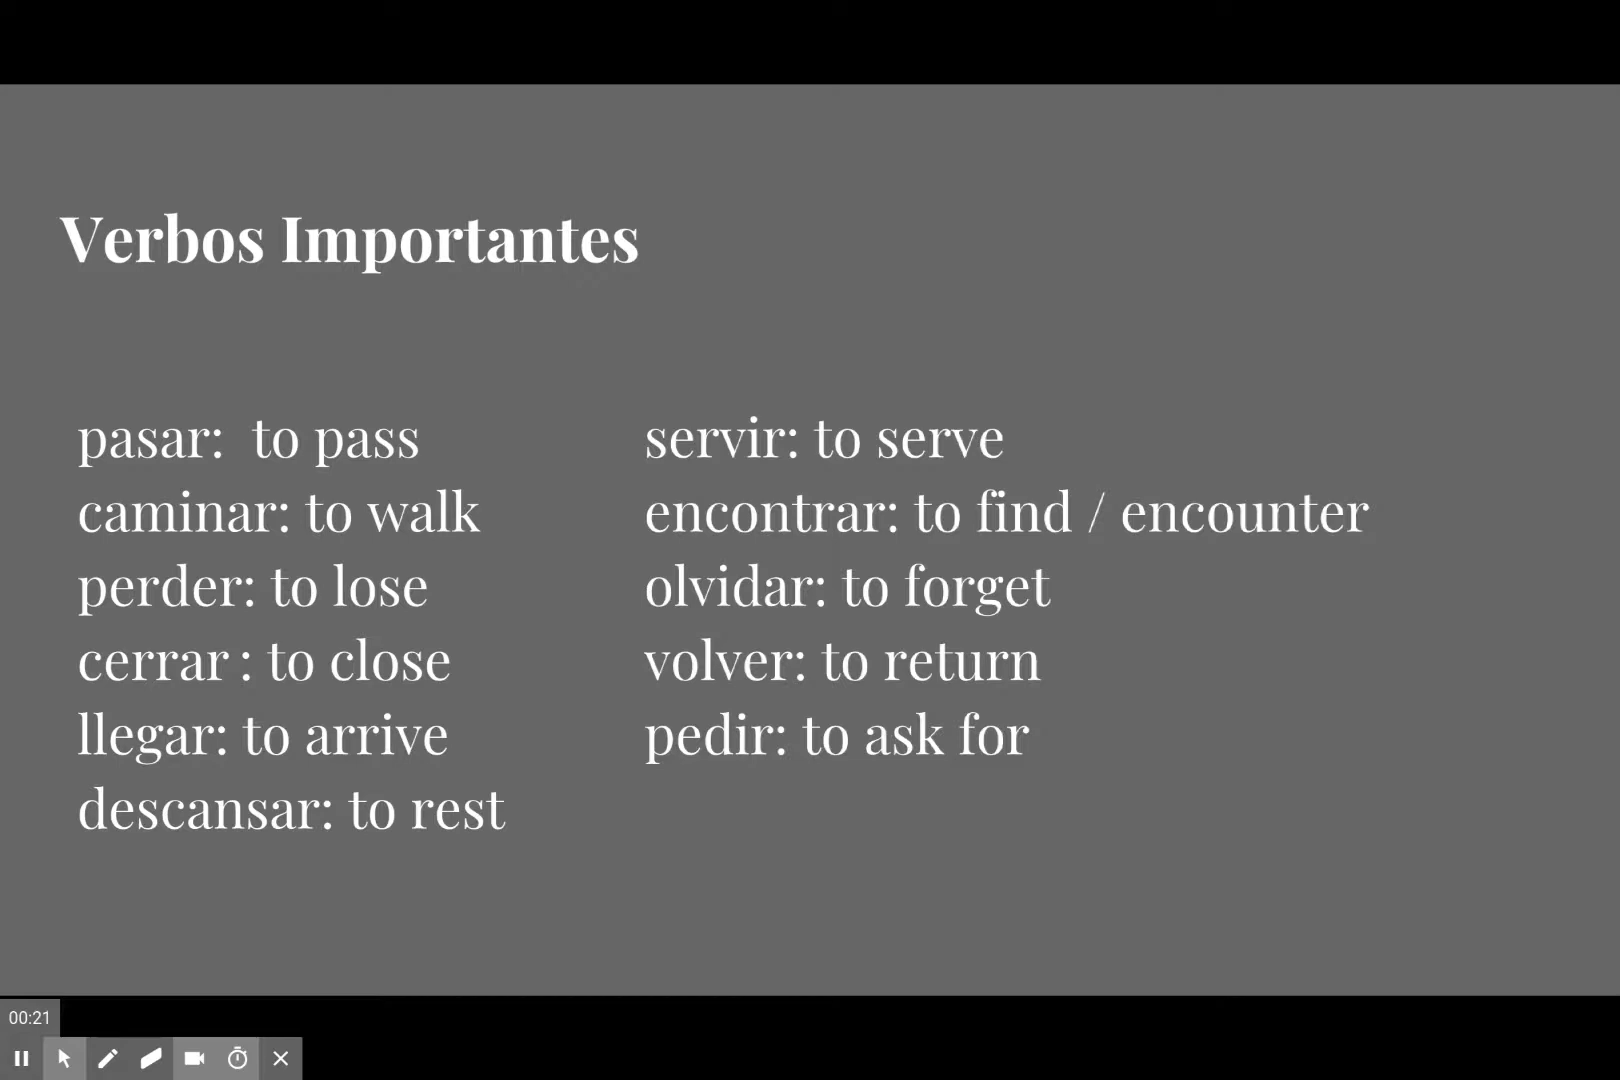 Verbos Importantes
pasar:  to pass
caminar: to walk
perder: to lose
cerrar : to close
llegar: to arrive
descansar: to rest
servir: to serve
encontrar: to find / encounter
olvidar: to forget
volver: to return
pedir: to ask for
00:21